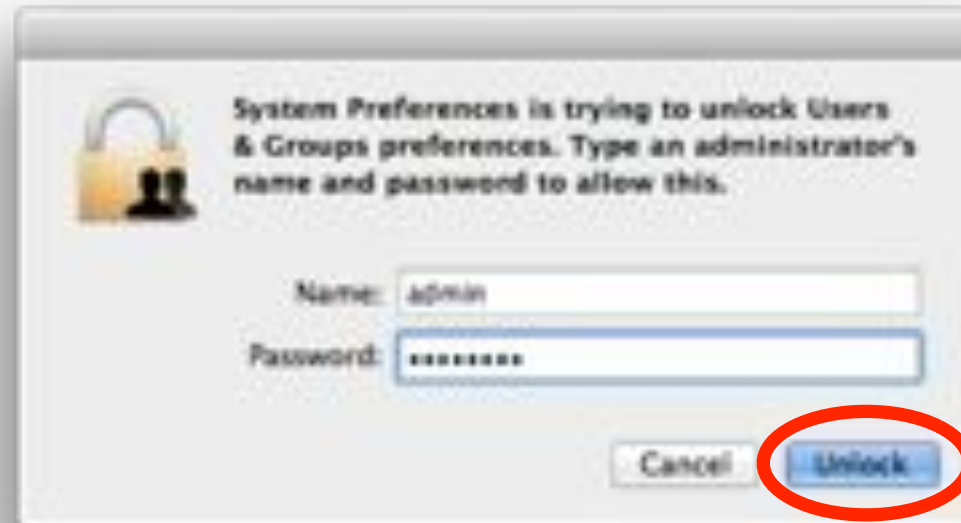 System Preferences is trying to unlock Users
& Groups preferences. Type an administrator's
name and password to allow this.
Name: admin
Password: ••••••••
Cancel Unlock